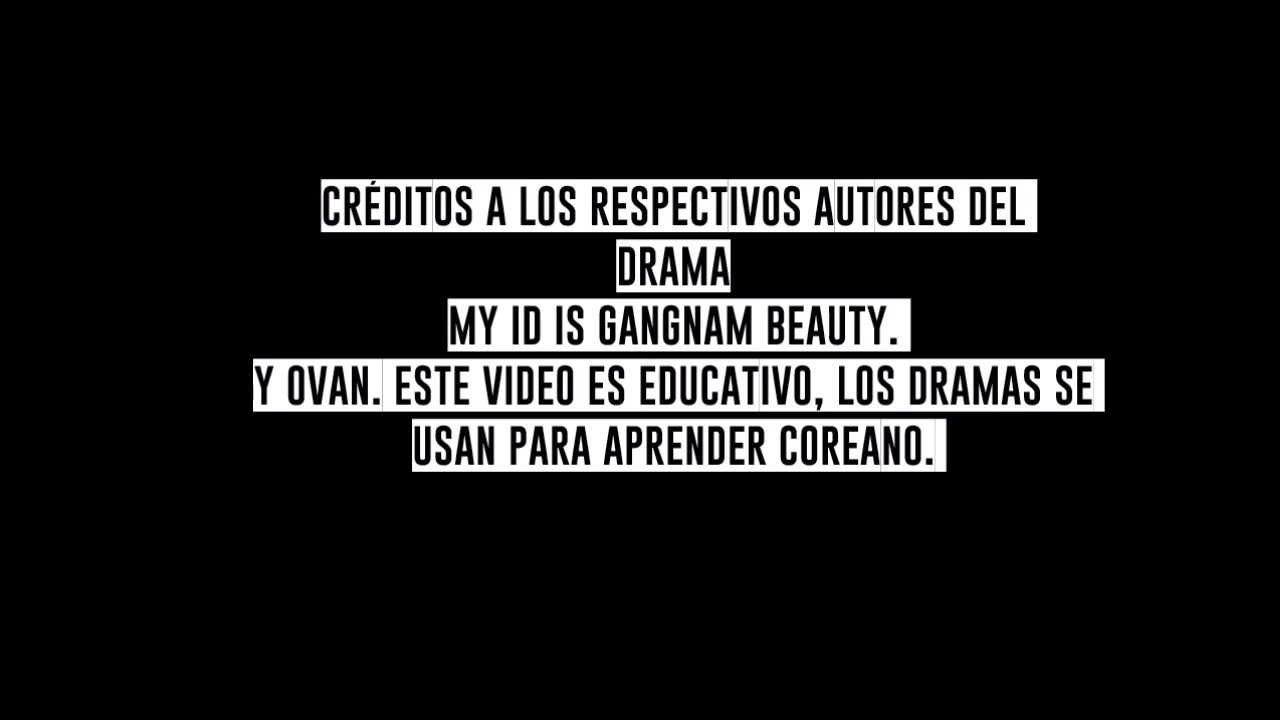 CRÉDITOS A LOS RESPECTIVOS AUTORES DEL
DRAMA
MY ID IS GANGNAM BEAUTY.
Y OVAN. ESTE VIDEO ES EDUCATIVO, LOS DRAMAS SE
USAN PARA APRENDER COREANO.